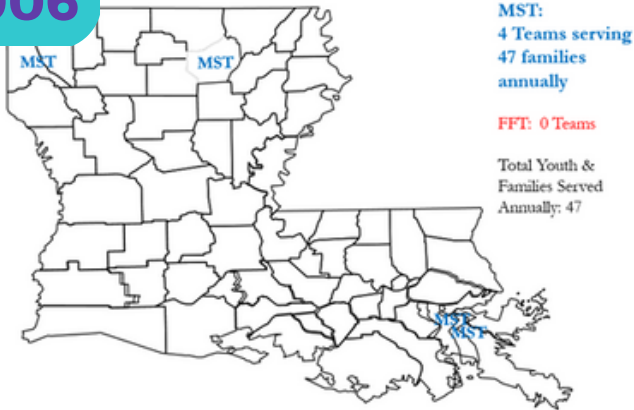 006
MST:
4 Teams serving
47 families
annually
MST
MST
FFT: 0 Teams
Total Youth &
Families Served
Annually: 47
MST
MST